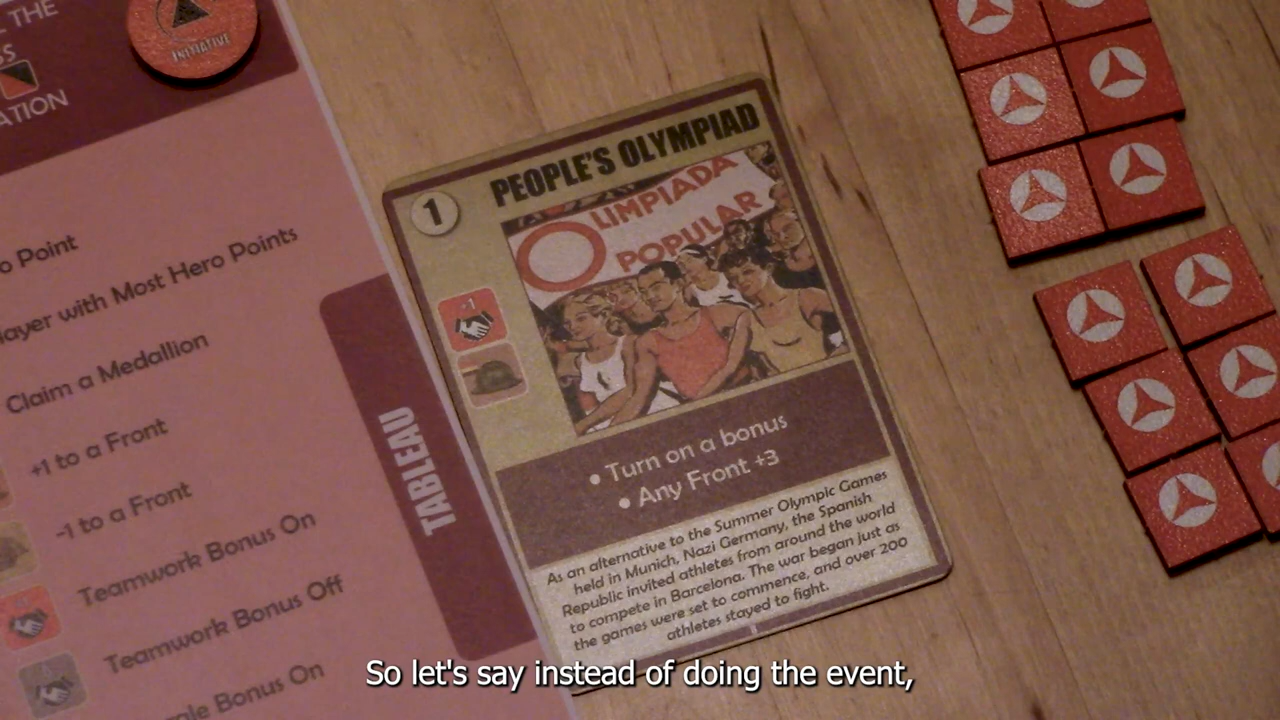 THE
INITIATIVE
ATION
Point
layer with Most Hero Points
Claim a Medallion
+1 to a Front
-1 to a Front
Teamwork Bonus On
Teamwork Bonus Off
Bonus On
TABLEAU
PEOPLE'S OLYMPIAD
1
OLIMPIADA
POPULAR
-1
• Turn on a bonus
• Any Front +3
As an alternative to the Summer Olympic Games
held in Munich, Nazi Germany, the Spanish
Republic invited athletes from around the world
to compete in Barcelona. The war began just as
the games were set to commence, and over 200
athletes stayed to fight.
So let's say instead of doing the event,